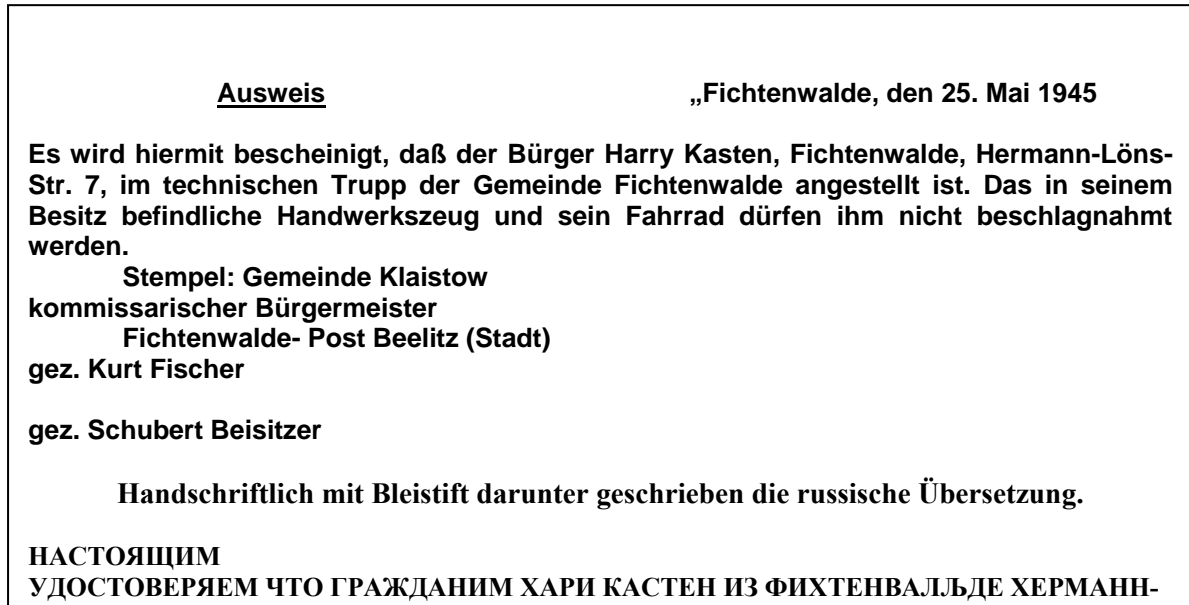 Ausweis „Fichtenwalde, den 25. Mai 1945
Es wird hiermit bescheinigt, daß der Bürger Harry Kasten, Fichtenwalde, Hermann-Löns-
Str. 7, im technischen Trupp der Gemeinde Fichtenwalde angestellt ist. Das in seinem
Besitz befindliche Handwerkszeug und sein Fahrrad dürfen ihm nicht beschlagnahmt
werden.
Stempel: Gemeinde Klaistow
kommissarischer Bürgermeister
Fichtenwalde- Post Beelitz (Stadt)
gez. Kurt Fischer
gez. Schubert Beisitzer
Handschriftlich mit Bleistift darunter geschrieben die russische Übersetzung.
НАСТОЯЩИМ
УДОСТОВЕРЯЕМ ЧТО ГРАЖДАНИМ ХАРИ КАСТЕН ИЗ ФИХТЕНВАЛЉДЕ ХЕРМАНН-